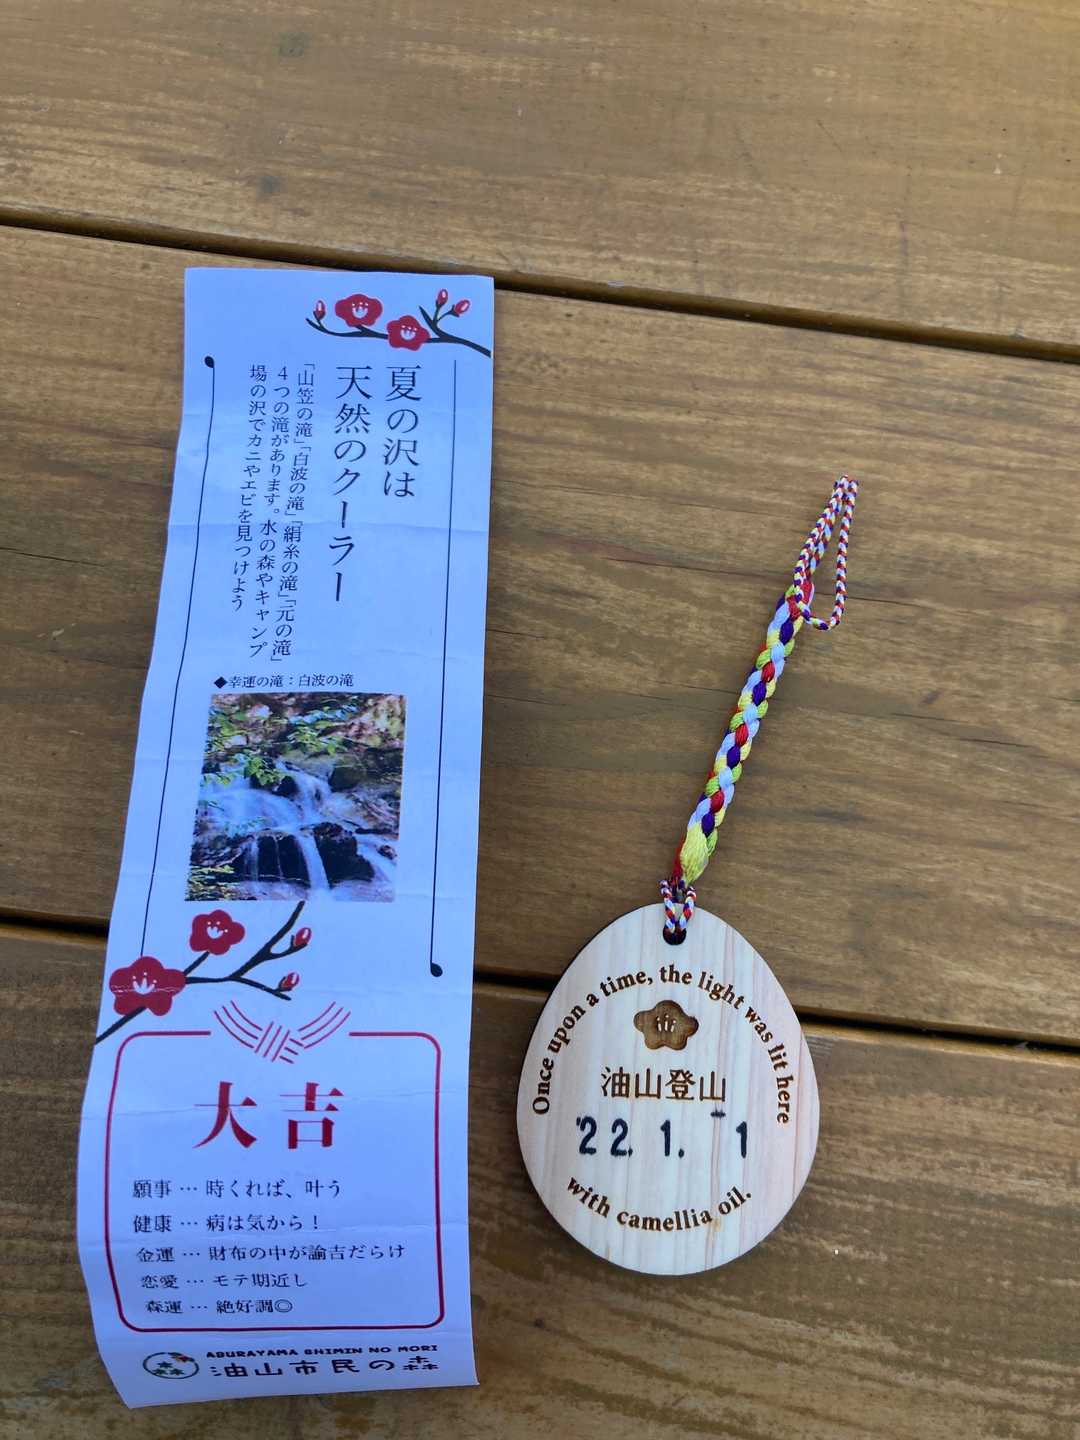 夏の沢は
天然のクーラー
「山笠の滝」「白波の滝」「絹糸の滝」「元の滝」
4つの滝があります。水の森やキャンプ
場の沢でカニやエビを見つけよう
◆幸運の滝：白波の滝
大吉
願事…時くれば、叶う
健康…病は気から！
金運…財布の中が諭吉だらけ
恋愛…モテ期近し
森運…絶好調◎
ABURAYAMA SHIMIN NO MORI
油山市民の森
Once upon a time, the light was lit here
油山登山
'22. 1. -1
with camellia oil.